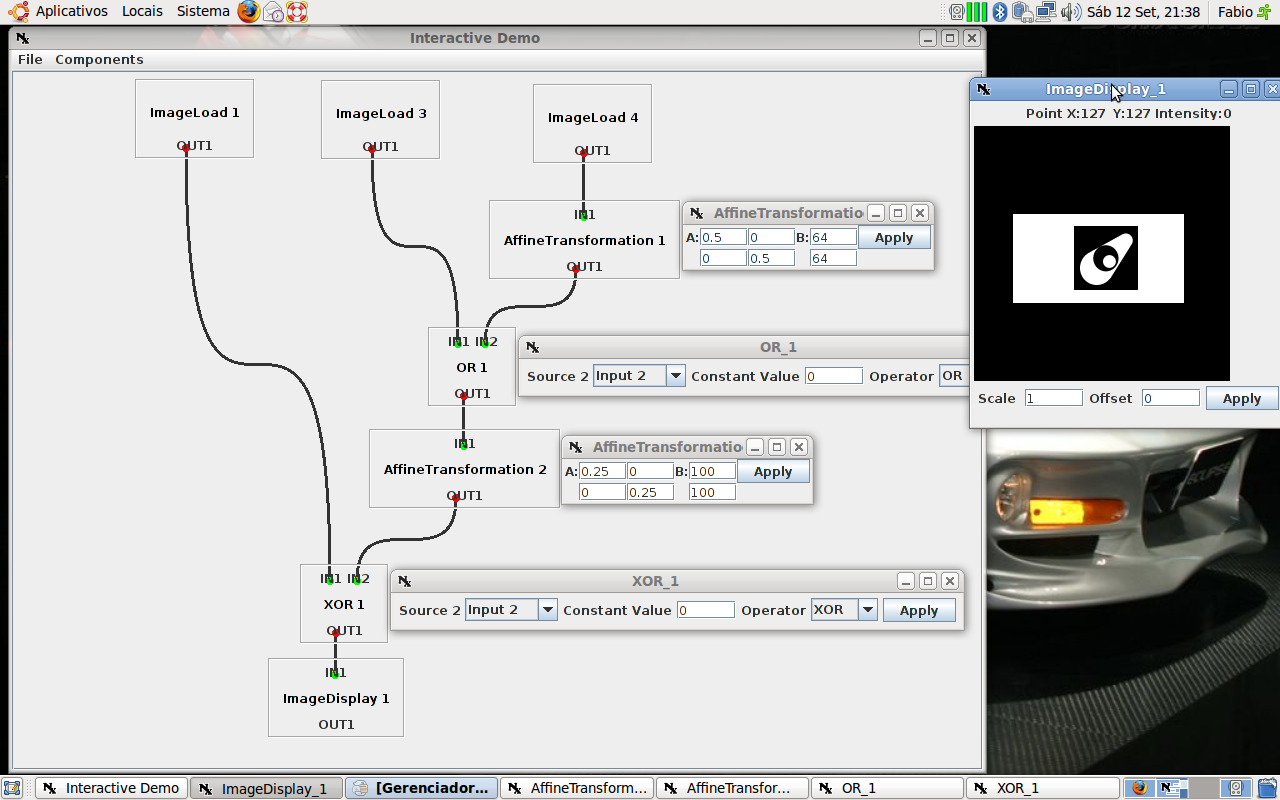 Aplicativos Locais Sistema Sáb 12 Set, 21:38 Fabio
Interactive Demo
File Components
ImageLoad 1
OUT1
ImageLoad 3
OUT1
ImageLoad 4
OUT1
ImageDisplay_1
Point X:127 Y:127 Intensity:0
Scale 1 Offset 0 Apply
IN1
AffineTransformation 1
OUT1
AffineTransformatio
A: 0.5 0 B: 64 Apply
0 0.5 64
IN1 IN2
OR 1
OUT1
OR_1
Source 2 Input 2 Constant Value 0 Operator OR
IN1
AffineTransformation 2
OUT1
AffineTransformatio
A: 0.25 0 B: 100 Apply
0 0.25 100
ECLIPSE
IN1 IN2
XOR 1
OUT1
XOR_1
Source 2 Input 2 Constant Value 0 Operator XOR Apply
IN1
ImageDisplay 1
OUT1
Interactive Demo ImageDisplay_1 [Gerenciador... AffineTransform... AffineTransfor... OR_1 XOR_1